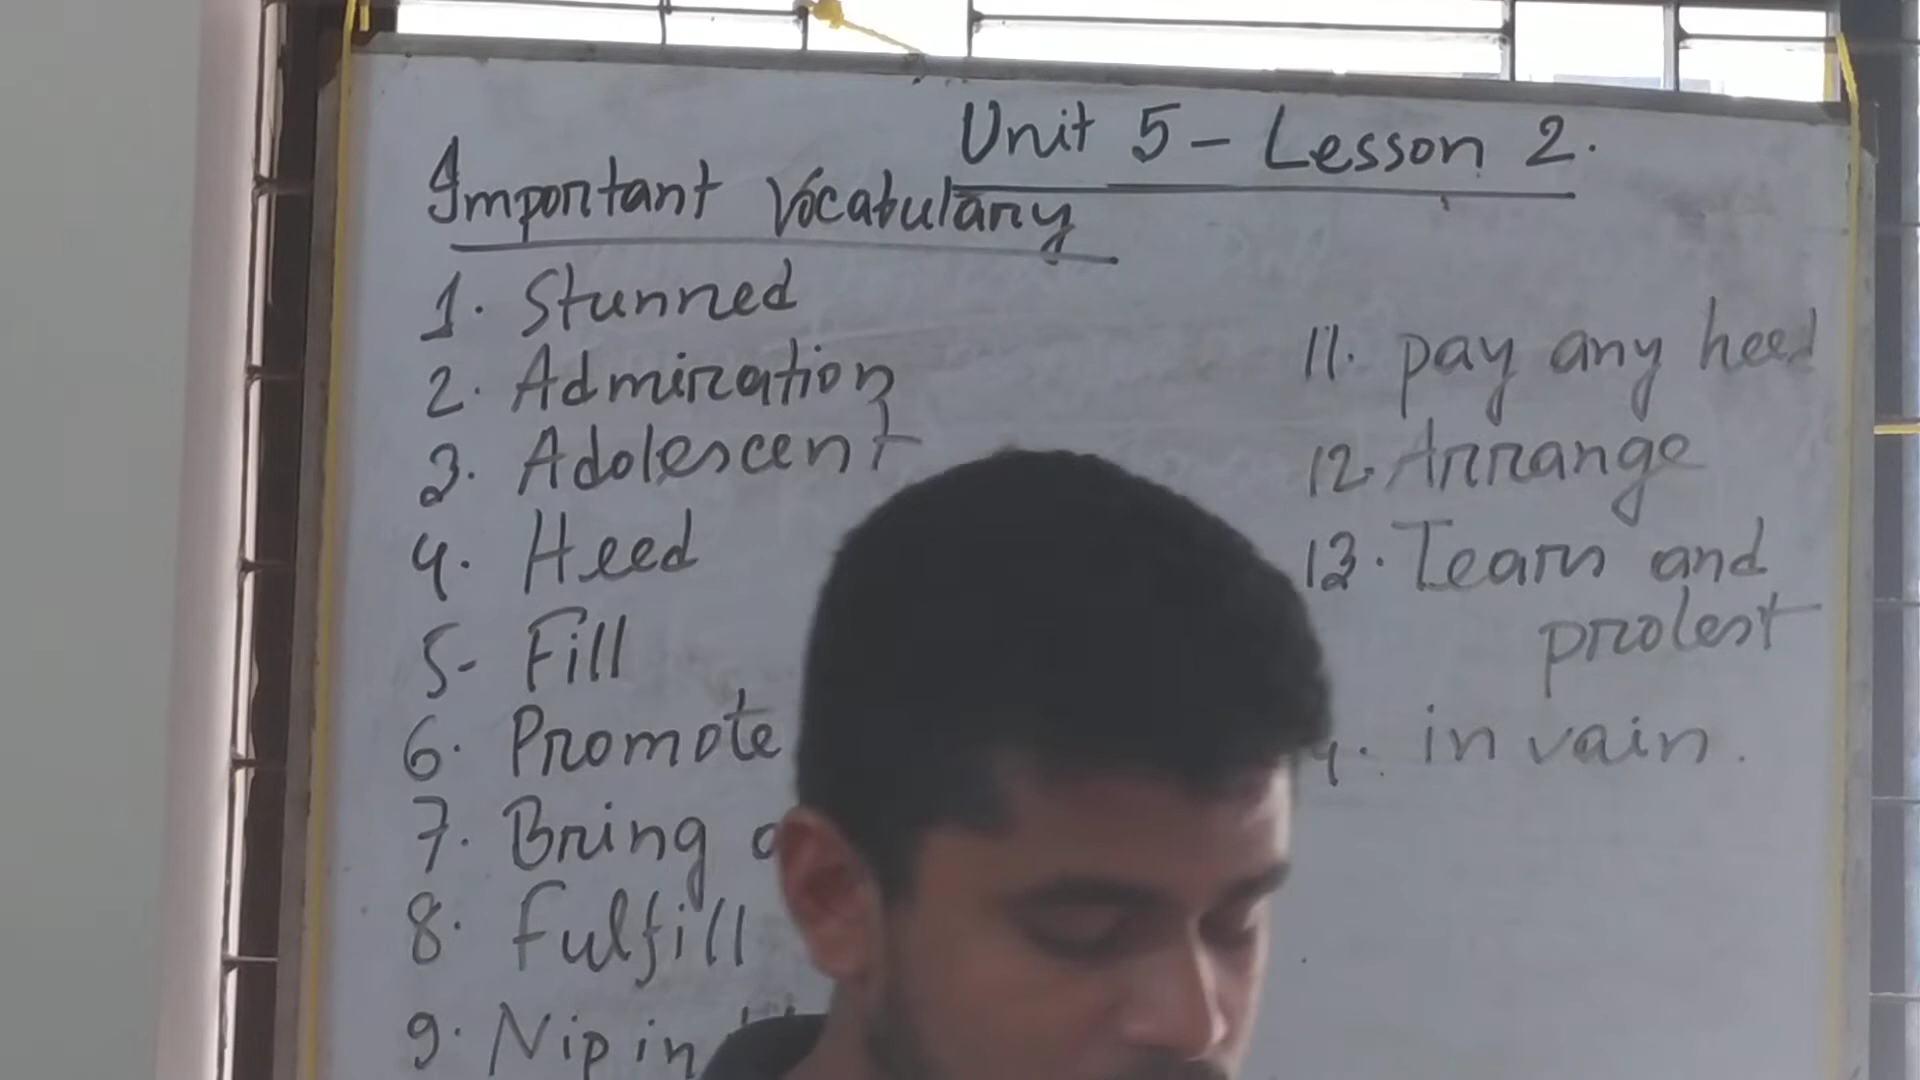 Unit 5 - Lesson 2.
Important Vocabulary
1. Stunned
2. Admiration
3. Adolescent
4. Heed
5- Fill
6. Promote
7. Bring
8. Fulfill
9. Nip in
11. pay any heed
12. Arrange
13. Tears and
protest
in vain.